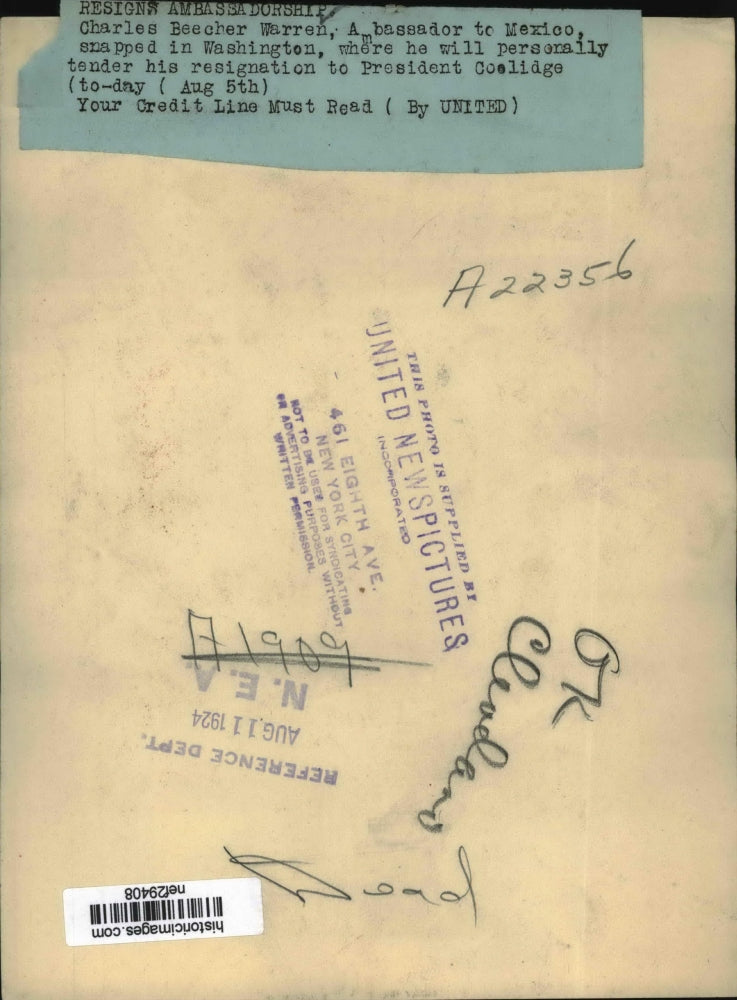 RESIGNS AMBASSADORSHIP
Charles Beecher Warren, Ambassador to Mexico,
snapped in Washington, where he will personally
tender his resignation to President Coolidge
(to-day ( Aug 5th)
Your Credit Line Must Read ( By UNITED)
A22356
THIS PHOTO IS SUPPLIED BY
UNITED NEWSPICTURES
INCORPORATED
461 EIGHTH AVE.
NEW YORK CITY
NOT TO BE USED FOR SYNDICATING
OR ADVERTISING PURPOSES WITHOUT
WRITTEN PERMISSION.
OK
Cleveland
REFERENCE DEPT.
AUG. 11 1924
N.E.A.
historicimages.com
nef29408